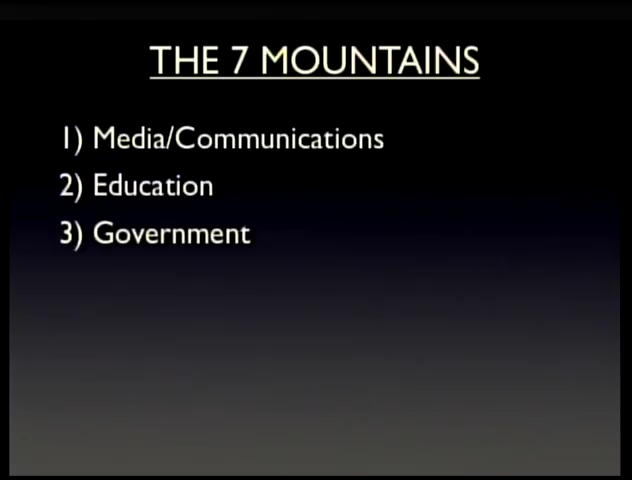 THE 7 MOUNTAINS
1) Media/Communications
2) Education
3) Government